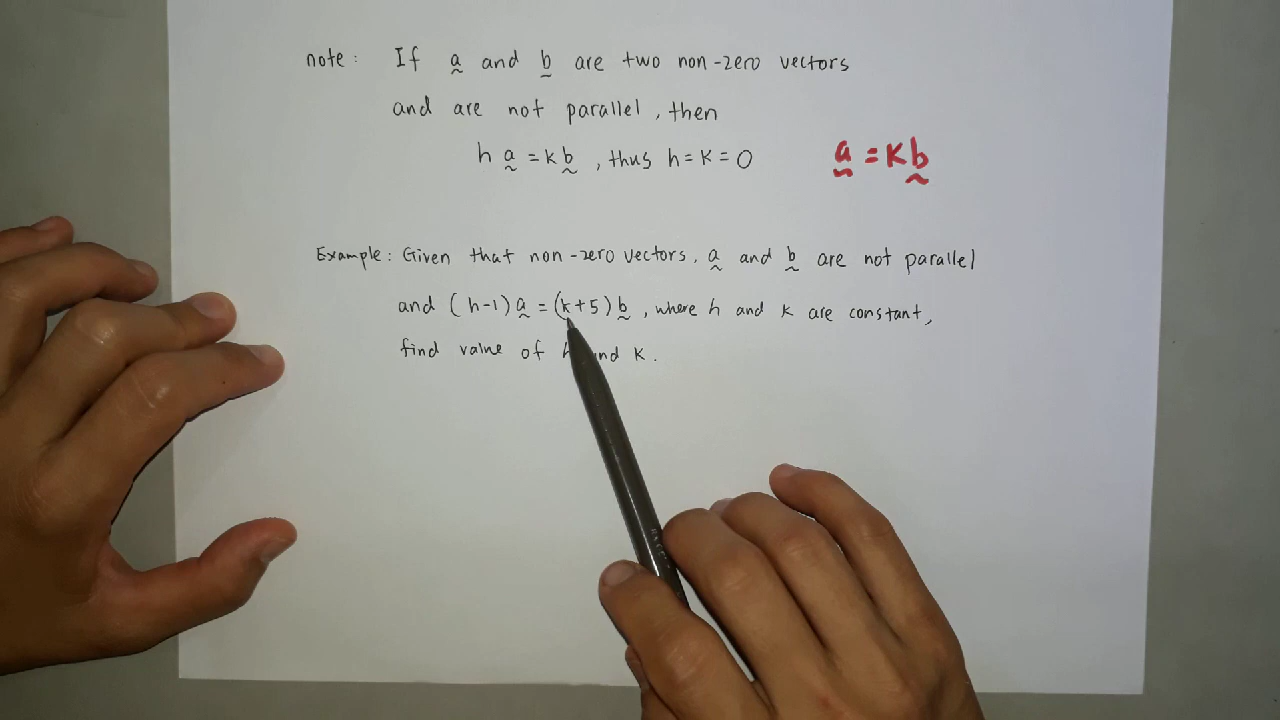 note : If a and b are two non-zero vectors
and are not parallel, then
h a = k b , thus h = k = 0
a = k b
Example : Given that non-zero vectors, a and b are not parallel
and (h-1) a = (k+5) b , where h and k are constant,
find value of and k.